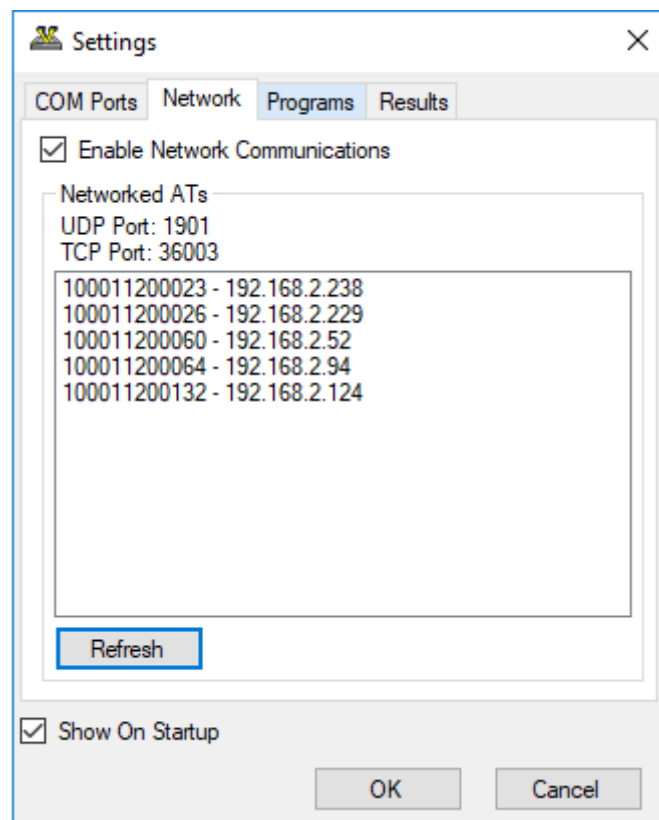 Settings
COM Ports Network Programs Results
Enable Network Communications
Networked ATs
UDP Port: 1901
TCP Port: 36003
100011200023 - 192.168.2.238
100011200026 - 192.168.2.229
100011200060 - 192.168.2.52
100011200064 - 192.168.2.94
100011200132 - 192.168.2.124
Refresh
Show On Startup
OK Cancel